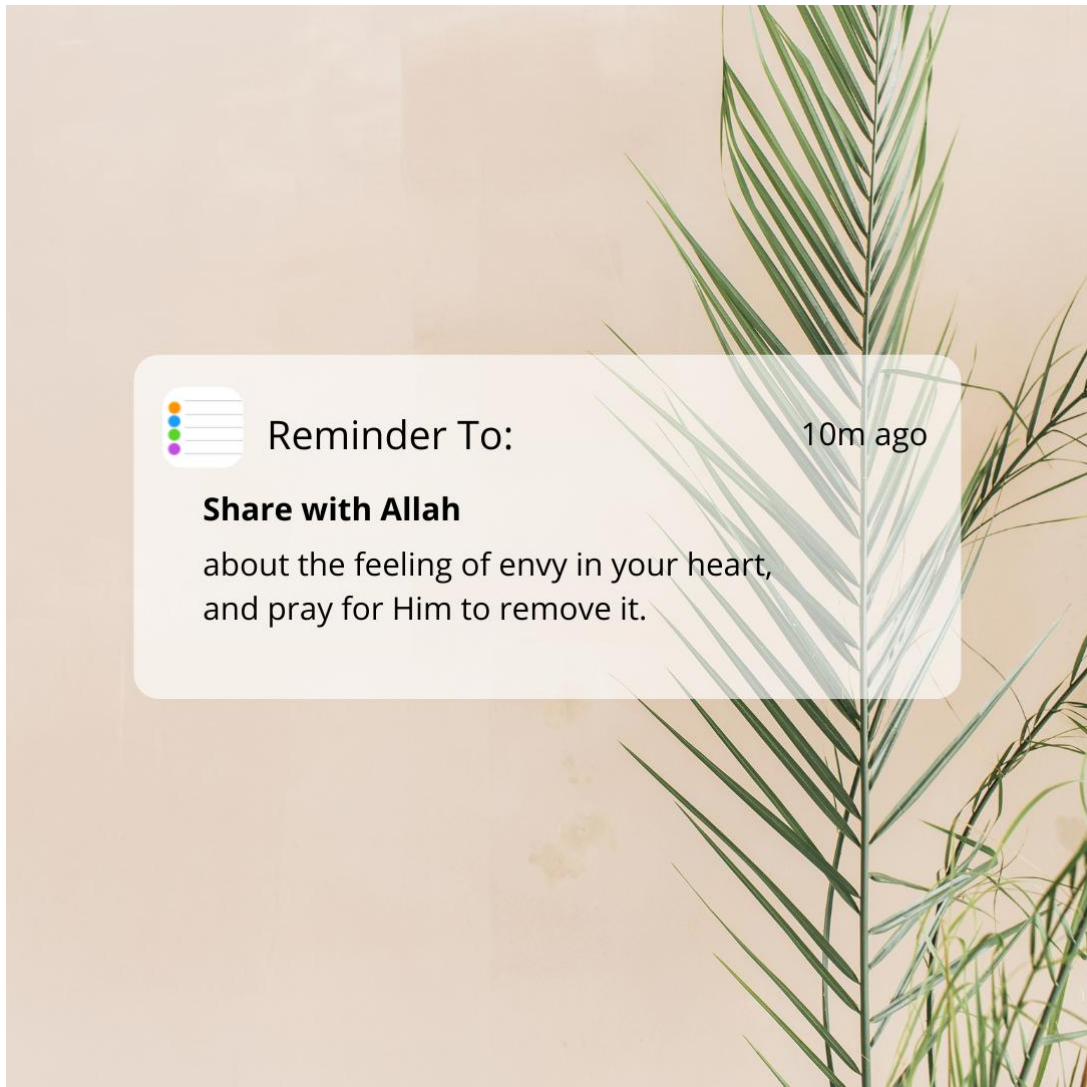 Reminder To:
10m ago
Share with Allah
about the feeling of envy in your heart,
and pray for Him to remove it.